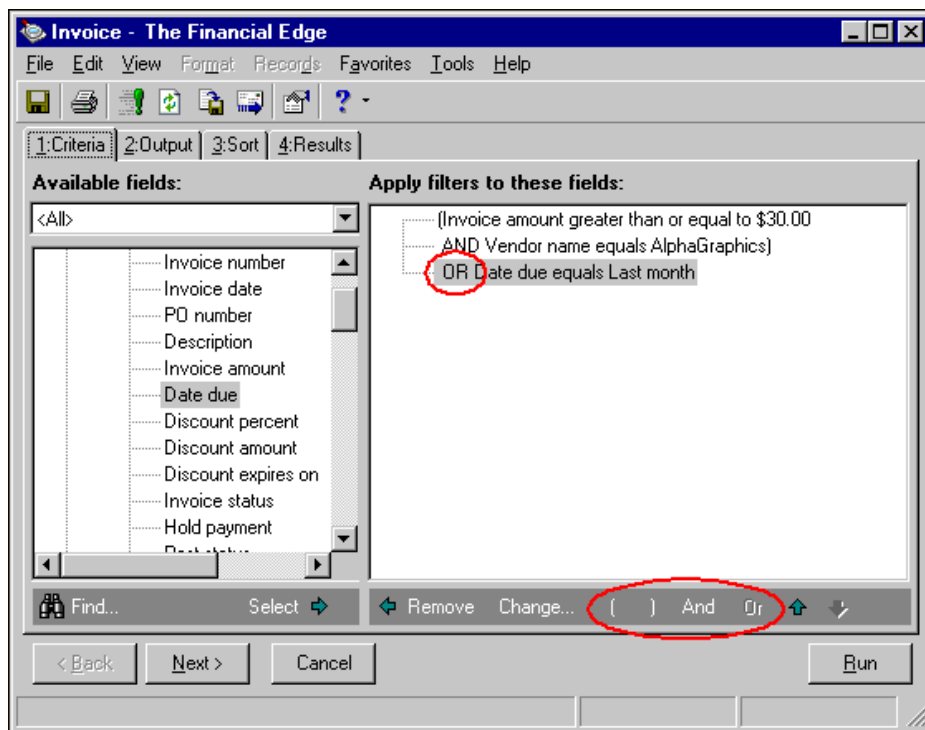 Invoice - The Financial Edge
File Edit View Format Records Favorites Tools Help
1:Criteria 2:Output 3:Sort 4:Results
Available fields:
<All>
Invoice number
Invoice date
PO number
Description
Invoice amount
Date due
Discount percent
Discount amount
Discount expires on
Invoice status
Hold payment
Find... Select
Apply filters to these fields:
(Invoice amount greater than or equal to $30.00
AND Vendor name equals AlphaGraphics)
OR Date due equals Last month
Remove Change... ( ) And Or
< Back Next > Cancel Run